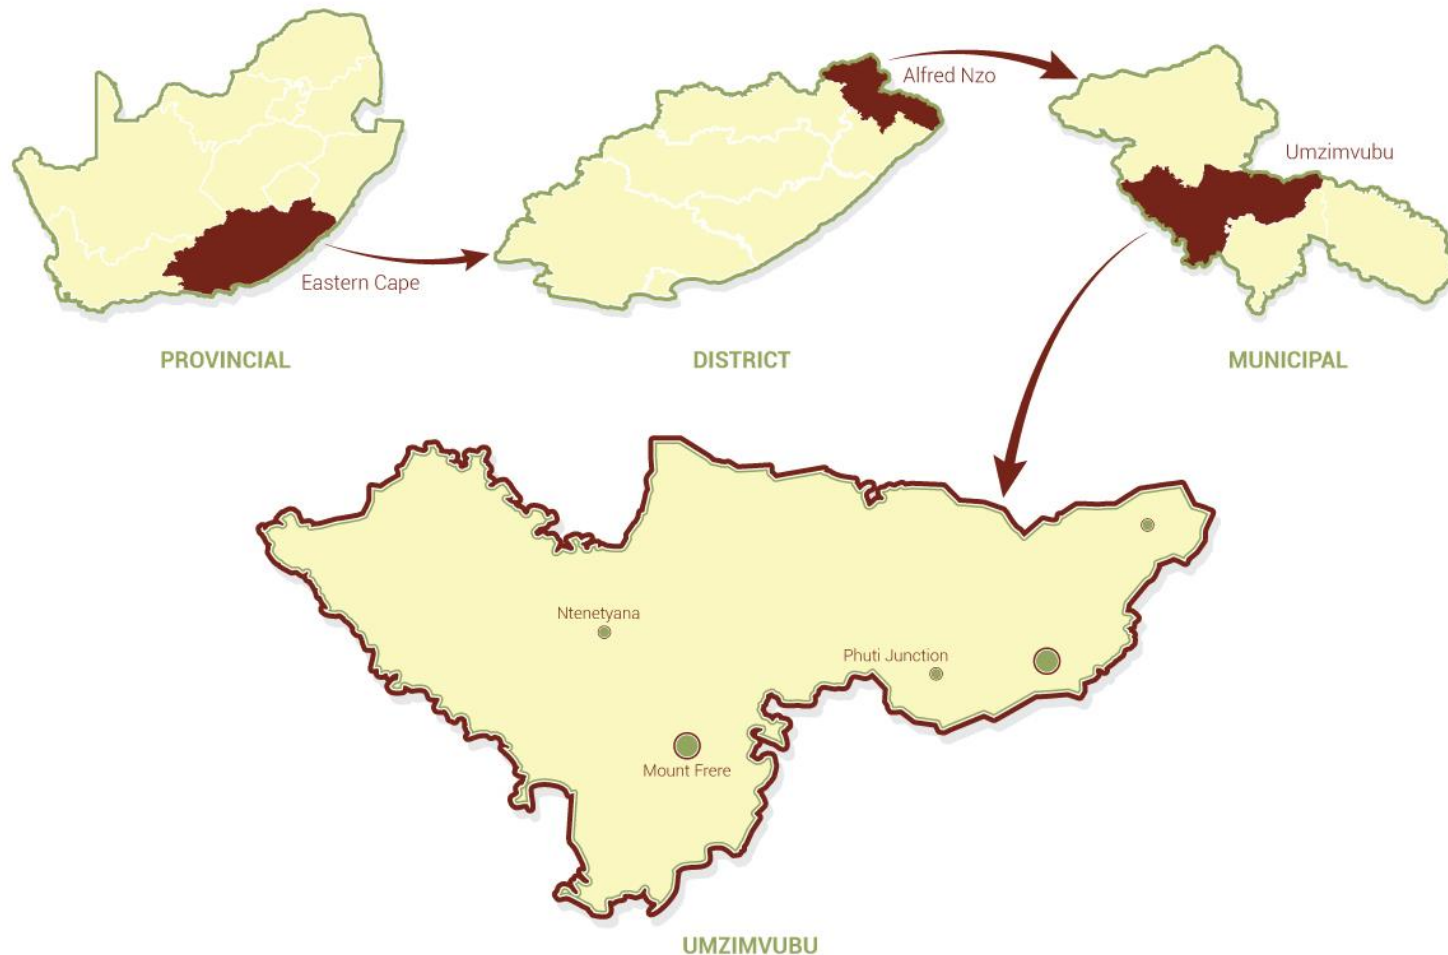 Alfred Nzo
Umzimvubu
Eastern Cape
PROVINCIAL
DISTRICT
MUNICIPAL
Ntenetyana
Phuti Junction
Mount Frere
UMZIMVUBU